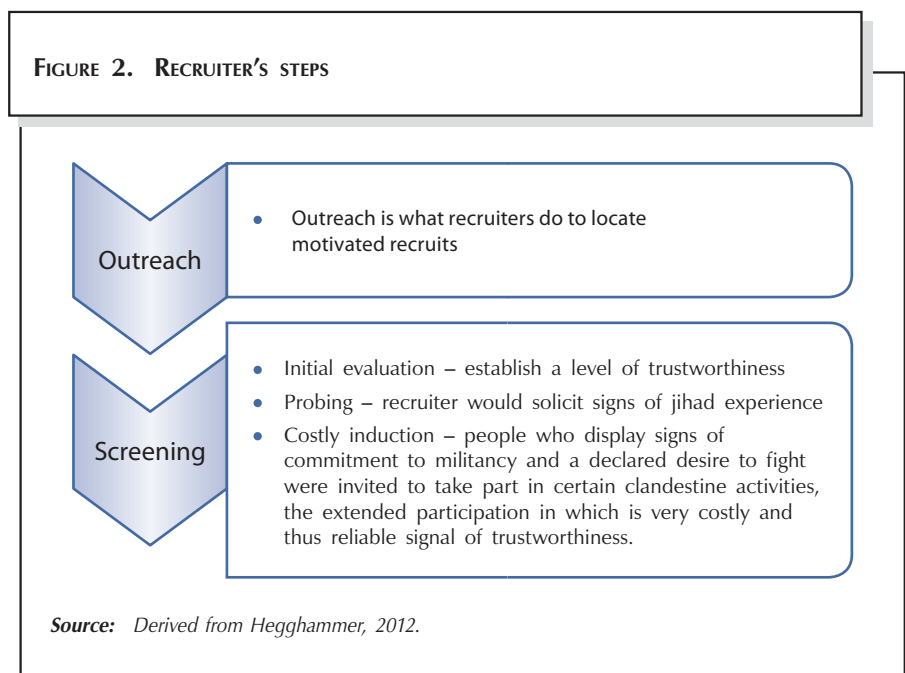 FIGURE 2. RECRUITER'S STEPS
Outreach
• Outreach is what recruiters do to locate
motivated recruits
Screening
• Initial evaluation – establish a level of trustworthiness
• Probing – recruiter would solicit signs of jihad experience
• Costly induction – people who display signs of
commitment to militancy and a declared desire to fight
were invited to take part in certain clandestine activities,
the extended participation in which is very costly and
thus reliable signal of trustworthiness.
Source: Derived from Hegghammer, 2012.